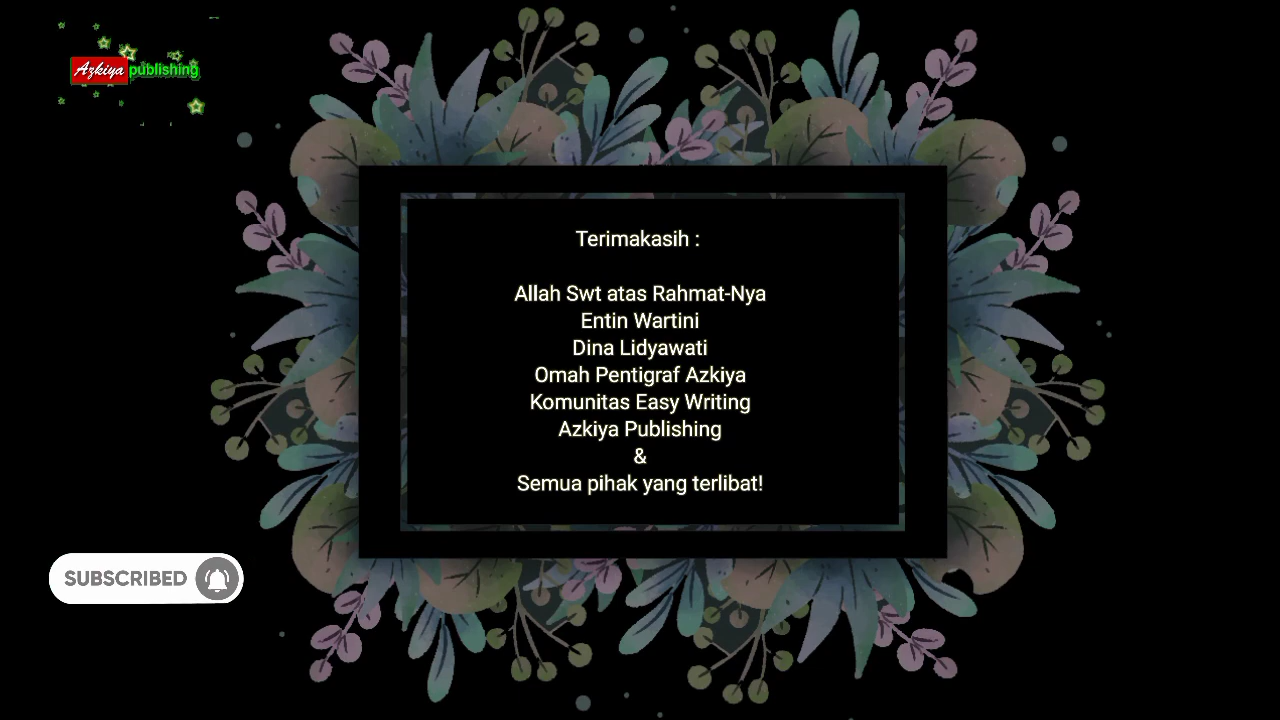 Azkiya publishing
Terimakasih :
Allah Swt atas Rahmat-Nya
Entin Wartini
Dina Lidyawati
Omah Pentigraf Azkiya
Komunitas Easy Writing
Azkiya Publishing
&
Semua pihak yang terlibat!
SUBSCRIBED